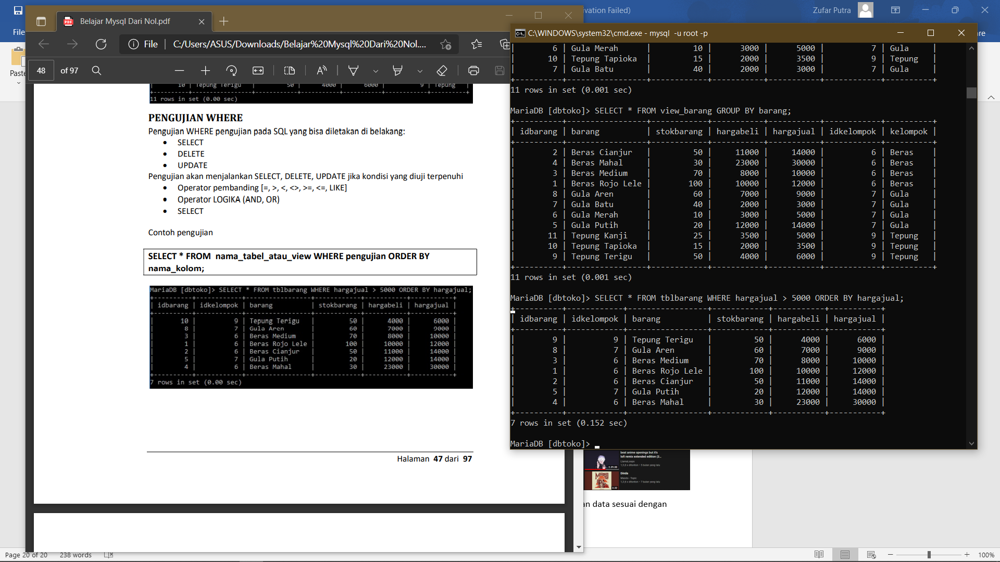 ivation Failed)
Zufar Putra
File
Paste
re
Belajar Mysql Dari Nol.pdf
File
C:/Users/ASUS/Downloads/Belajar%20Mysql%20Dari%20Nol....
48 of 97
| 10 | Tepung Terigu | 50 | 4000 | 6000 | 9 | Tepung |
11 rows in set (0.00 sec)
PENGUJIAN WHERE
Pengujian WHERE pengujian pada SQL yang bisa diletakan di belakang:
• SELECT
• DELETE
• UPDATE
Pengujian akan menjalankan SELECT, DELETE, UPDATE jika kondisi yang diuji terpenuhi
• Operator pembanding [=, >, <, <>, >=, <=, LIKE]
• Operator LOGIKA (AND, OR)
• SELECT
Contoh pengujian
SELECT * FROM nama_tabel_atau_view WHERE pengujian ORDER BY
nama_kolom;
MariaDB [dbtoko]> SELECT * FROM tblbarang WHERE hargajual > 5000 ORDER BY hargajual;
| idbarang | idkelompok | barang | stokbarang | hargabeli | hargajual |
| 10 | 9 | Tepung Terigu | 50 | 4000 | 6000 |
| 8 | 7 | Gula Aren | 60 | 7000 | 9000 |
| 3 | 6 | Beras Medium | 70 | 8000 | 10000 |
| 1 | 6 | Beras Rojo Lele | 100 | 10000 | 12000 |
| 2 | 6 | Beras Cianjur | 50 | 11000 | 14000 |
| 5 | 7 | Gula Putih | 20 | 12000 | 14000 |
| 4 | 6 | Beras Mahal | 30 | 23000 | 30000 |
7 rows in set (0.00 sec)
Halaman 47 dari 97
C:\WINDOWS\system32\cmd.exe - mysql -u root -p
| 6 | Gula Merah | 10 | 3000 | 5000 | 7 | Gula |
| 10 | Tepung Tapioka | 15 | 2000 | 3500 | 9 | Tepung |
| 7 | Gula Batu | 40 | 2000 | 3000 | 7 | Gula |
11 rows in set (0.001 sec)
MariaDB [dbtoko]> SELECT * FROM view_barang GROUP BY barang;
| idbarang | barang | stokbarang | hargabeli | hargajual | idkelompok | kelompok |
| 2 | Beras Cianjur | 50 | 11000 | 14000 | 6 | Beras |
| 4 | Beras Mahal | 30 | 23000 | 30000 | 6 | Beras |
| 3 | Beras Medium | 70 | 8000 | 10000 | 6 | Beras |
| 1 | Beras Rojo Lele | 100 | 10000 | 12000 | 6 | Beras |
| 8 | Gula Aren | 60 | 7000 | 9000 | 7 | Gula |
| 7 | Gula Batu | 40 | 2000 | 3000 | 7 | Gula |
| 6 | Gula Merah | 10 | 3000 | 5000 | 7 | Gula |
| 5 | Gula Putih | 20 | 12000 | 14000 | 7 | Gula |
| 11 | Tepung Kanji | 25 | 3500 | 5000 | 9 | Tepung |
| 10 | Tepung Tapioka | 15 | 2000 | 3500 | 9 | Tepung |
| 9 | Tepung Terigu | 50 | 4000 | 6000 | 9 | Tepung |
11 rows in set (0.001 sec)
MariaDB [dbtoko]> SELECT * FROM tblbarang WHERE hargajual > 5000 ORDER BY hargajual;
| idbarang | idkelompok | barang | stokbarang | hargabeli | hargajual |
| 9 | 9 | Tepung Terigu | 50 | 4000 | 6000 |
| 8 | 7 | Gula Aren | 60 | 7000 | 9000 |
| 3 | 6 | Beras Medium | 70 | 8000 | 10000 |
| 1 | 6 | Beras Rojo Lele | 100 | 10000 | 12000 |
| 2 | 6 | Beras Cianjur | 50 | 11000 | 14000 |
| 5 | 7 | Gula Putih | 20 | 12000 | 14000 |
| 4 | 6 | Beras Mahal | 30 | 23000 | 30000 |
7 rows in set (0.152 sec)
MariaDB [dbtoko]>
best anime openings but it's
lofi remix extended edition (2...
2.39.00
Dinda
3.32
an data sesuai dengan
Page 20 of 20 238 words
100%